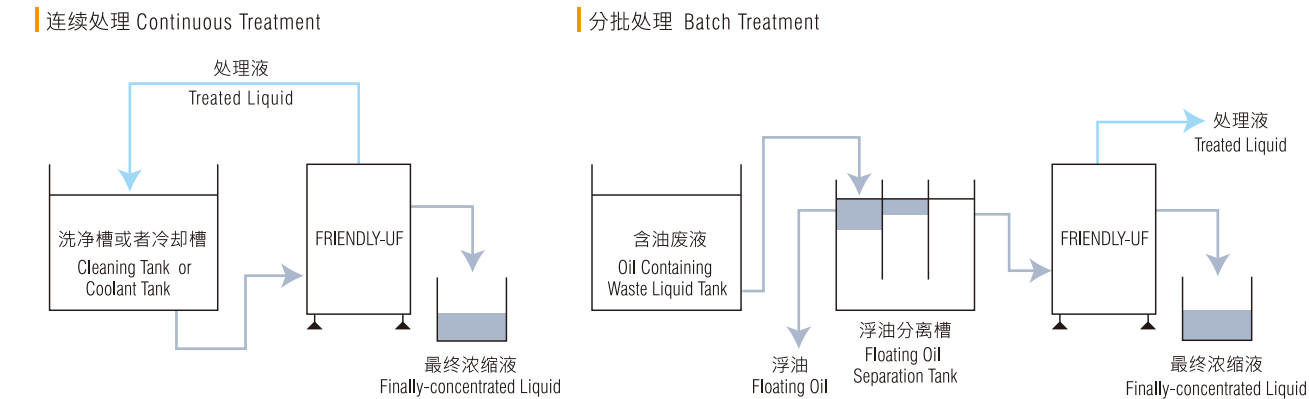 连续处理 Continuous Treatment
处理液
Treated Liquid
洗净槽或者冷却槽
Cleaning Tank or
Coolant Tank
FRIENDLY-UF
最终浓缩液
Finally-concentrated Liquid
分批处理 Batch Treatment
含油废液
Oil Containing
Waste Liquid Tank
浮油
Floating Oil
浮油分离槽
Floating Oil
Separation Tank
FRIENDLY-UF
处理液
Treated Liquid
最终浓缩液
Finally-concentrated Liquid